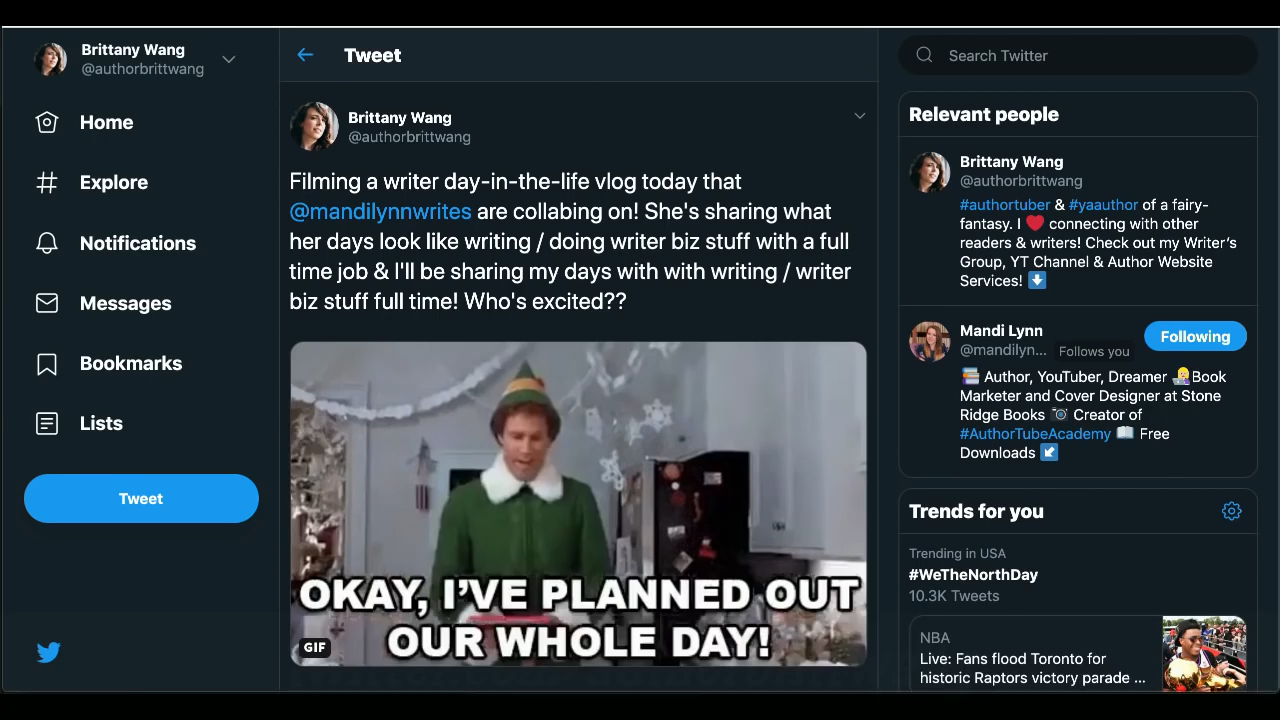 Brittany Wang
@authorbrittwang
Home
Explore
Notifications
Messages
Bookmarks
Lists
Tweet
Tweet
Brittany Wang
@authorbrittwang
Filming a writer day-in-the-life vlog today that
@mandilynnwrites are collabing on! She's sharing what
her days look like writing / doing writer biz stuff with a full
time job & I'll be sharing my days with with writing / writer
biz stuff full time! Who's excited??
OKAY, I'VE PLANNED OUT
OUR WHOLE DAY!
GIF
Search Twitter
Relevant people
Brittany Wang
@authorbrittwang
#authortuber & #yaauthor of a fairy-
fantasy. I ❤️ connecting with other
readers & writers! Check out my Writer's
Group, YT Channel & Author Website
Services! ⬇️
Mandi Lynn
@mandilyn... Follows you
Following
📚 Author, YouTuber, Dreamer 👩🏼‍💻Book
Marketer and Cover Designer at Stone
Ridge Books 📷 Creator of
#AuthorTubeAcademy 📖 Free
Downloads ↙️
Trends for you
Trending in USA
#WeTheNorthDay
10.3K Tweets
NBA
Live: Fans flood Toronto for
historic Raptors victory parade ...